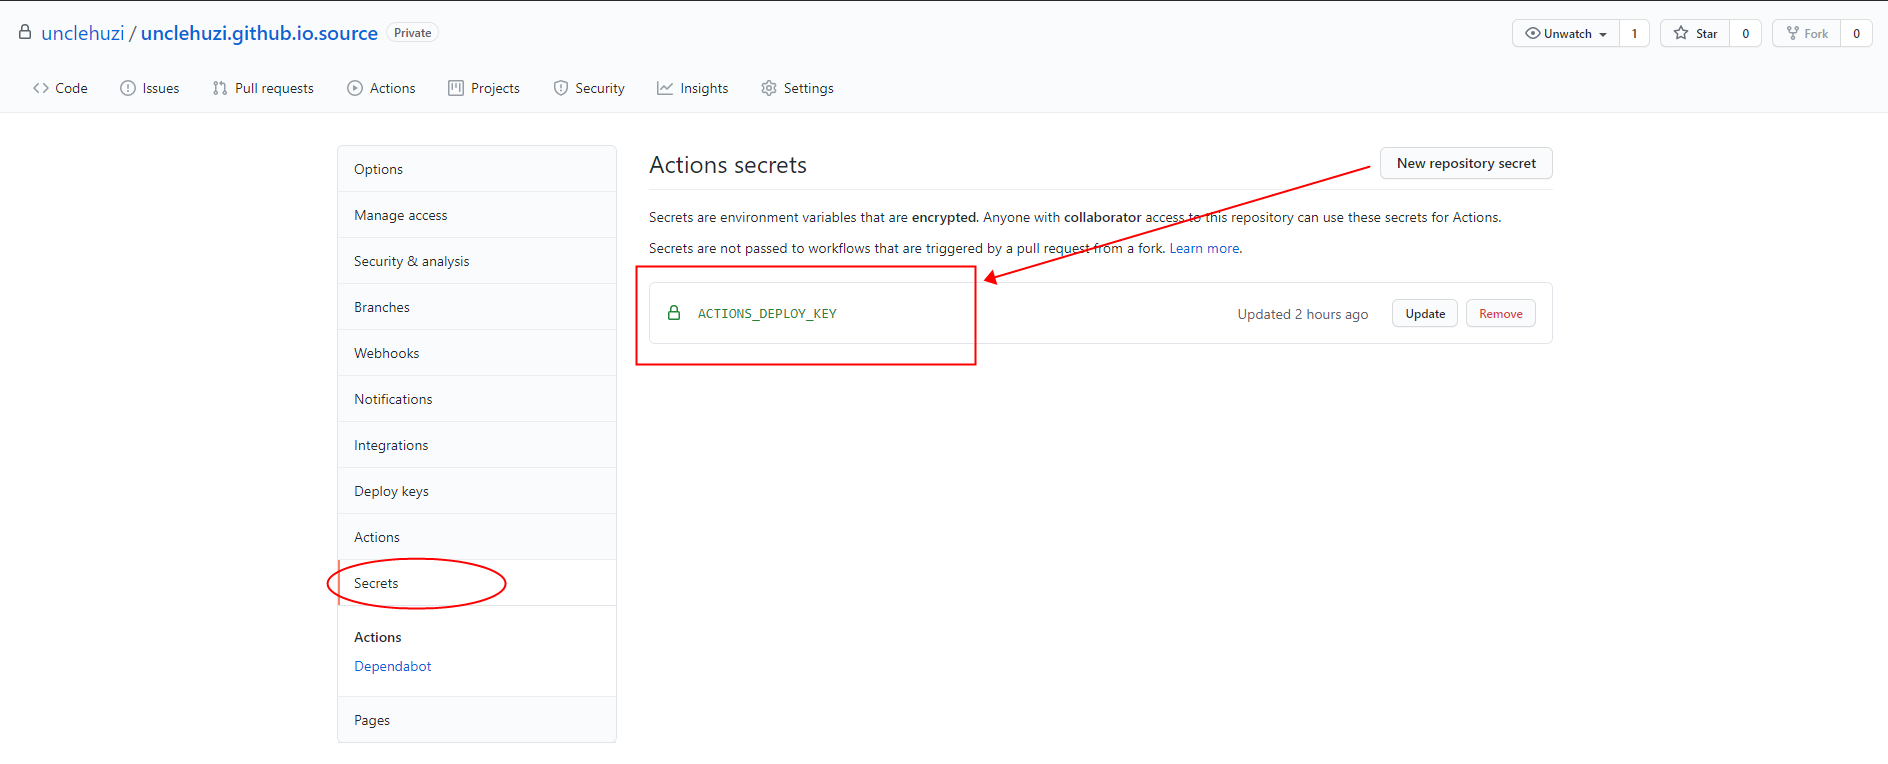 unclehuzi / unclehuzi.github.io.source Private
Unwatch 1 Star 0 Fork 0
Code Issues Pull requests Actions Projects Security Insights Settings
Options
Manage access
Security & analysis
Branches
Webhooks
Notifications
Integrations
Deploy keys
Actions
Secrets
Actions
Dependabot
Pages
Actions secrets
New repository secret
Secrets are environment variables that are encrypted. Anyone with collaborator access to this repository can use these secrets for Actions.
Secrets are not passed to workflows that are triggered by a pull request from a fork. Learn more.
ACTIONS_DEPLOY_KEY Updated 2 hours ago Update Remove